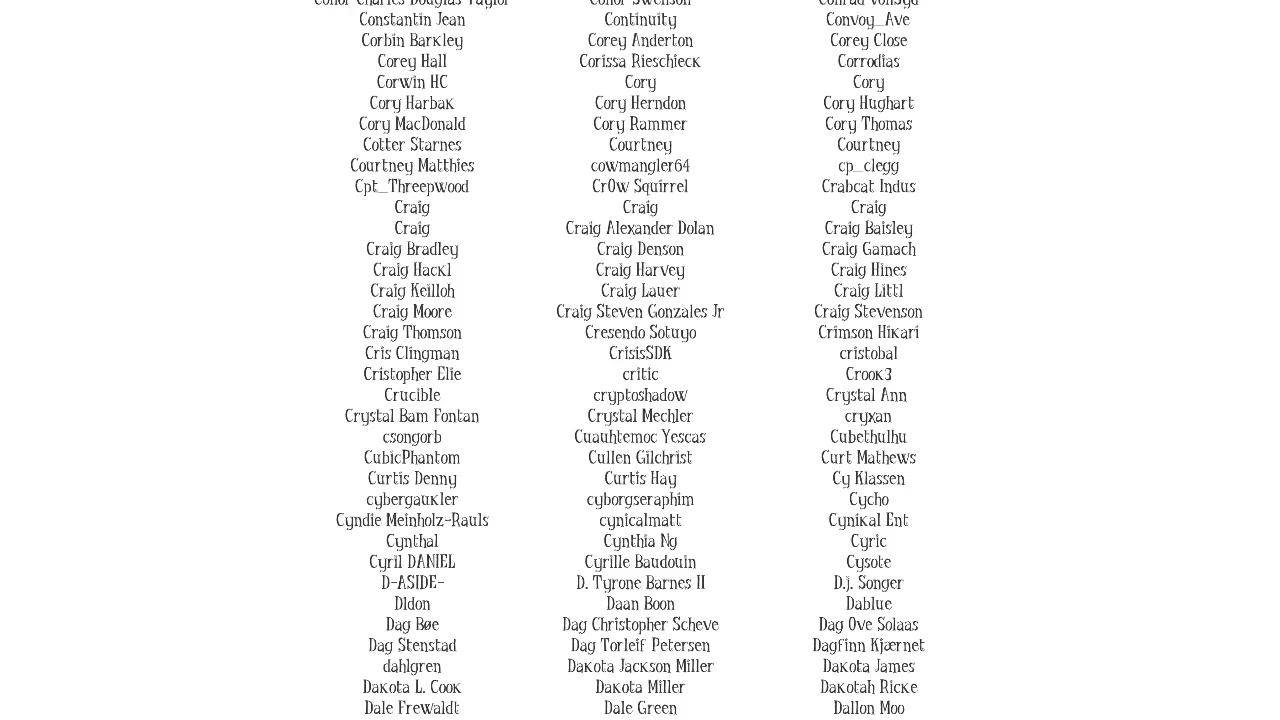 Conor Charles Douglas Taylor Conor Swenson Conrad VonSyd
Constantin Jean Continuity Convoy_Ave
Corbin Barkley Corey Anderton Corey Close
Corey Hall Corissa Rieschieck Corrodias
Corwin HC Cory Cory
Cory Harbak Cory Herndon Cory Hughart
Cory MacDonald Cory Rammer Cory Thomas
Cotter Starnes Courtney Courtney
Courtney Matthies cowmangler64 cp_clegg
Cpt_Threepwood Cr0w Squirrel Crabcat Indus
Craig Craig Craig
Craig Craig Alexander Dolan Craig Baisley
Craig Bradley Craig Denson Craig Gamach
Craig Hackl Craig Harvey Craig Hines
Craig Keilloh Craig Lauer Craig Littl
Craig Moore Craig Steven Gonzales Jr Craig Stevenson
Craig Thomson Cresendo Sotuyo Crimson Hikari
Cris Clingman CrisisSDK cristobal
Cristopher Elie critic Crook3
Crucible cryptoshadow Crystal Ann
Crystal Bam Fontan Crystal Mechler cryxan
csongorb Cuauhtemoc Yescas Cubethulhu
CubicPhantom Cullen Gilchrist Curt Mathews
Curtis Denny Curtis Hay Cy Klassen
cybergaukler cyborgseraphim Cycho
Cyndie Meinholz-Rauls cynicalmatt Cynikal Ent
Cynthal Cynthia Ng Cyric
Cyril DANIEL Cyrille Baudouin Cysote
D-ASIDE- D. Tyrone Barnes II D.j. Songer
D1don Daan Boon Dablue
Dag Bøe Dag Christopher Scheve Dag Ove Solaas
Dag Stenstad Dag Torleif Petersen Dagfinn Kjærnet
dahlgren Dakota Jackson Miller Dakota James
Dakota L. Cook Dakota Miller Dakotah Ricke
Dale Frewaldt Dale Green Dallon Moo